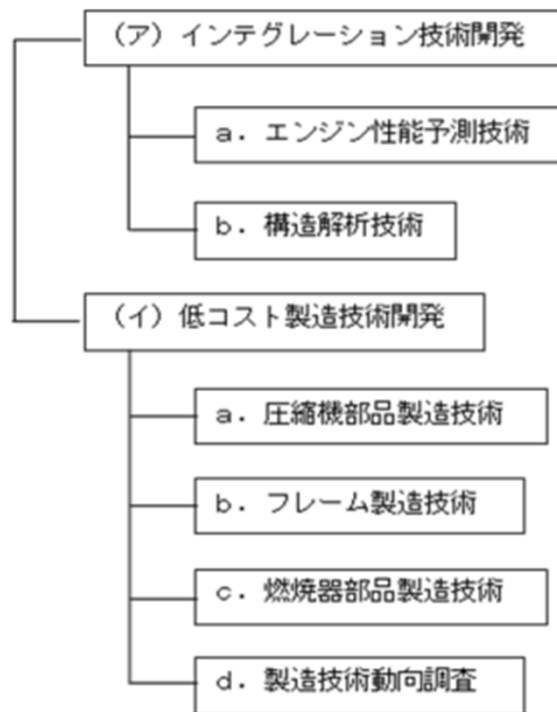 （ア）インテグレーション技術開発
ａ．エンジン性能予測技術
ｂ．構造解析技術
（イ）低コスト製造技術開発
ａ．圧縮機部品製造技術
ｂ．フレーム製造技術
ｃ．燃焼器部品製造技術
ｄ．製造技術動向調査